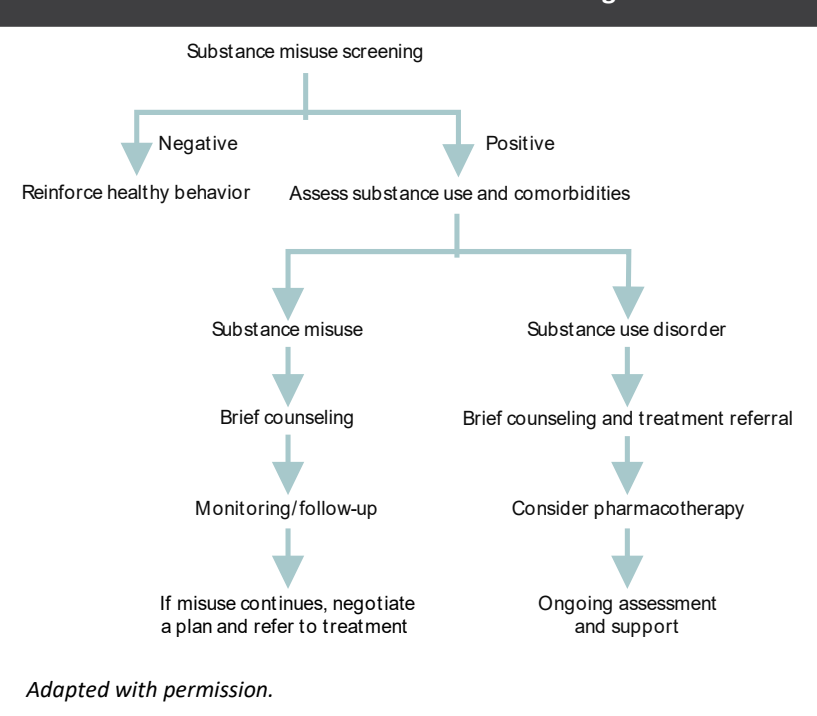 Substance misuse screening
Negative
Positive
Reinforce healthy behavior
Assess substance use and comorbidities
Substance misuse
Substance use disorder
Brief counseling
Brief counseling and treatment referral
Monitoring/follow-up
Consider pharmacotherapy
If misuse continues, negotiate
a plan and refer to treatment
Ongoing assessment
and support
Adapted with permission.